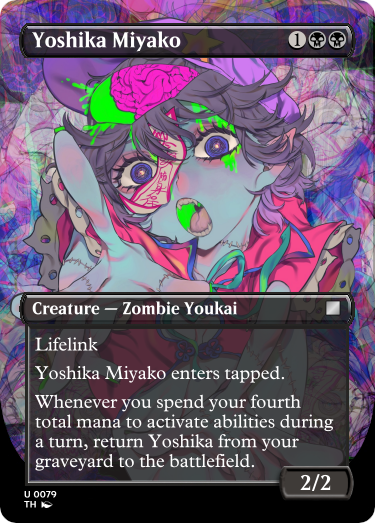 Yoshika Miyako 1
Creature — Zombie Youkai
Lifelink
Yoshika Miyako enters tapped.
Whenever you spend your fourth
total mana to activate abilities during
a turn, return Yoshika from your
graveyard to the battlefield.
2/2
U 0079
TH